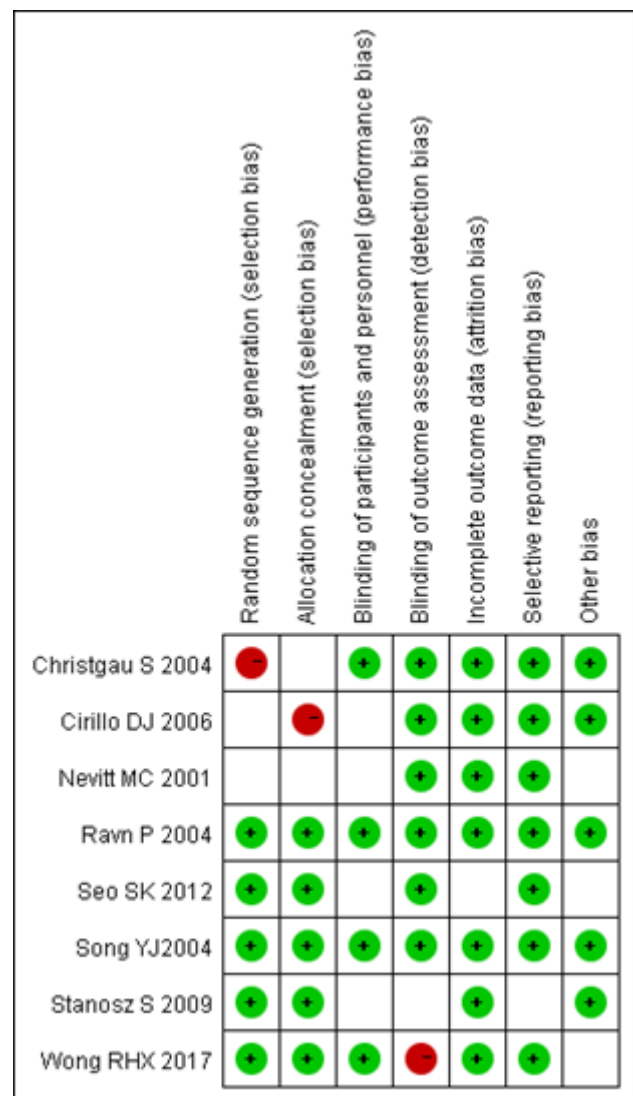 Random sequence generation (selection bias)
Allocation concealment (selection bias)
Blinding of participants and personnel (performance bias)
Blinding of outcome assessment (detection bias)
Incomplete outcome data (attrition bias)
Selective reporting (reporting bias)
Other bias
Christgau S 2004 - + + + + +
Cirillo DJ 2006 - + + + +
Nevitt MC 2001 + + +
Ravn P 2004 + + + + + + +
Seo SK 2012 + + + +
Song YJ2004 + + + + + + +
Stanosz S 2009 + + + +
Wong RHX 2017 + + + - + +